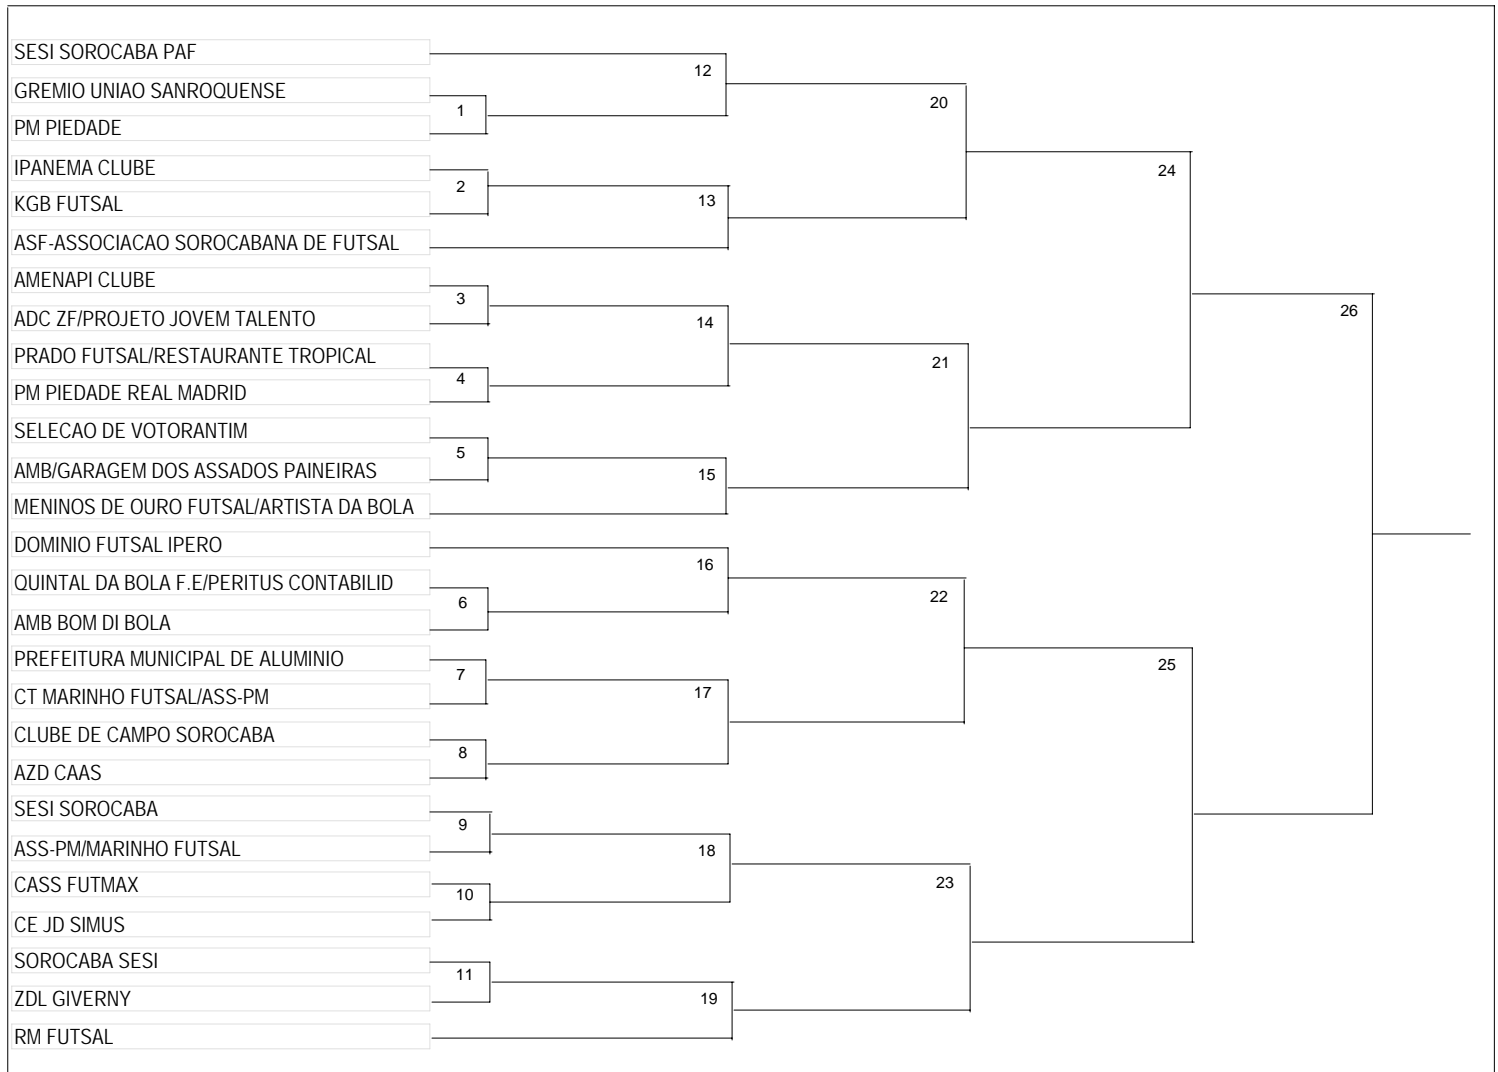 SESI SOROCABA PAF
12
GREMIO UNIAO SANROQUENSE
20
1
PM PIEDADE
IPANEMA CLUBE
24
2
KGB FUTSAL
13
ASF-ASSOCIACAO SOROCABANA DE FUTSAL
AMENAPI CLUBE
3
26
ADC ZF/PROJETO JOVEM TALENTO
14
PRADO FUTSAL/RESTAURANTE TROPICAL
21
4
PM PIEDADE REAL MADRID
SELECAO DE VOTORANTIM
5
AMB/GARAGEM DOS ASSADOS PAINEIRAS
15
MENINOS DE OURO FUTSAL/ARTISTA DA BOLA
DOMINIO FUTSAL IPERO
16
QUINTAL DA BOLA F.E/PERITUS CONTABILID
22
6
AMB BOM DI BOLA
PREFEITURA MUNICIPAL DE ALUMINIO
25
7
CT MARINHO FUTSAL/ASS-PM
17
CLUBE DE CAMPO SOROCABA
8
AZD CAAS
SESI SOROCABA
9
ASS-PM/MARINHO FUTSAL
18
CASS FUTMAX
23
10
CE JD SIMUS
SOROCABA SESI
11
ZDL GIVERNY
19
RM FUTSAL